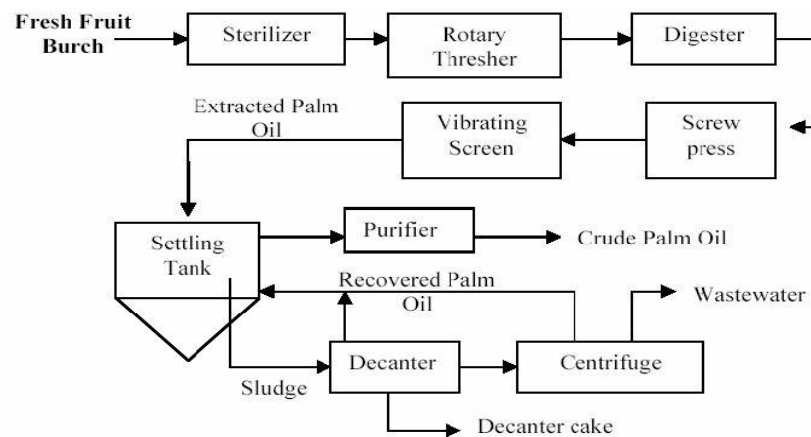 Fresh Fruit
Burch
Sterilizer
Rotary
Thresher
Digester
Extracted Palm
Oil
Vibrating
Screen
Screw
press
Settling
Tank
Purifier
Crude Palm Oil
Recovered Palm
Oil
Wastewater
Decanter
Centrifuge
Sludge
Decanter cake